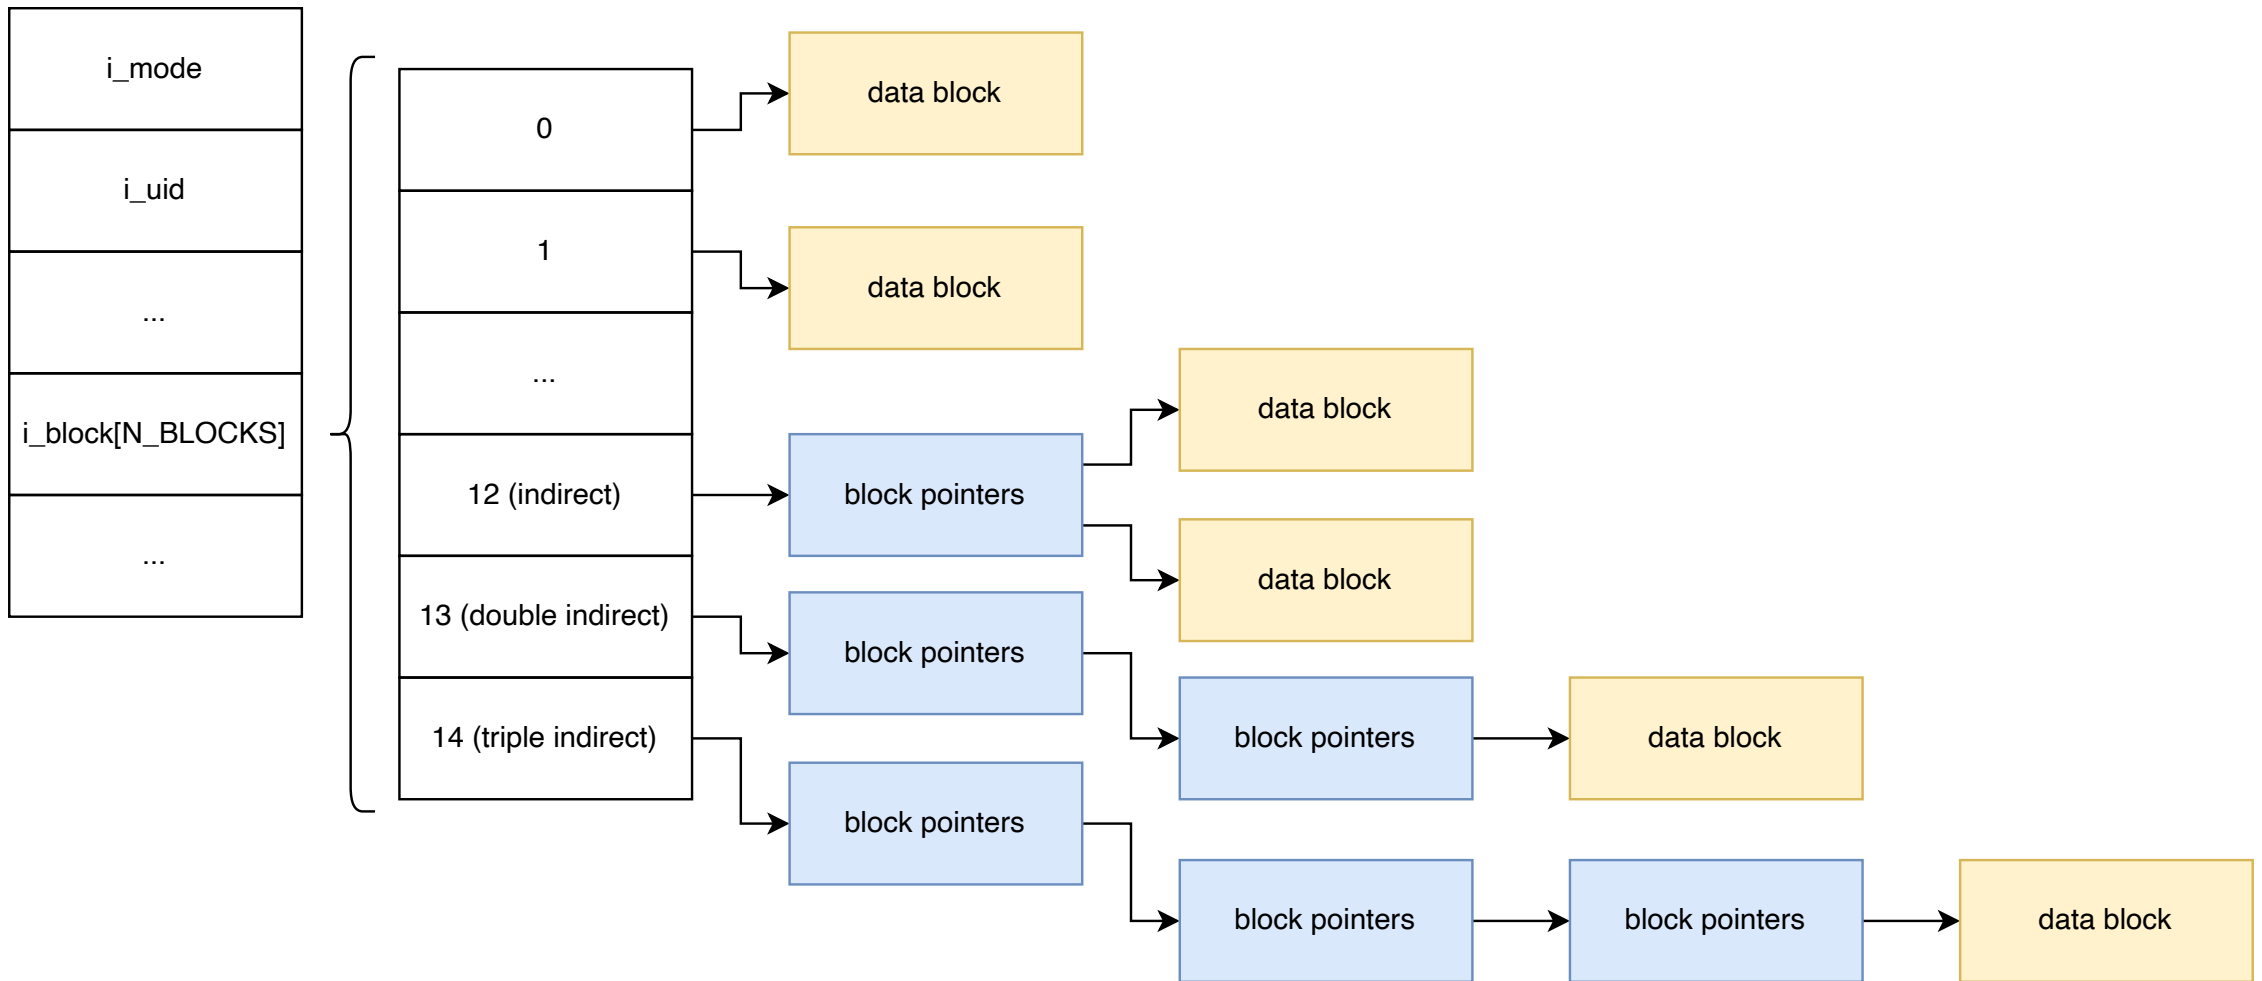 i_mode
i_uid
...
i_block[N_BLOCKS]
...
0
1
...
12 (indirect)
13 (double indirect)
14 (triple indirect)
data block
data block
block pointers
data block
data block
block pointers
block pointers
data block
block pointers
block pointers
block pointers
data block